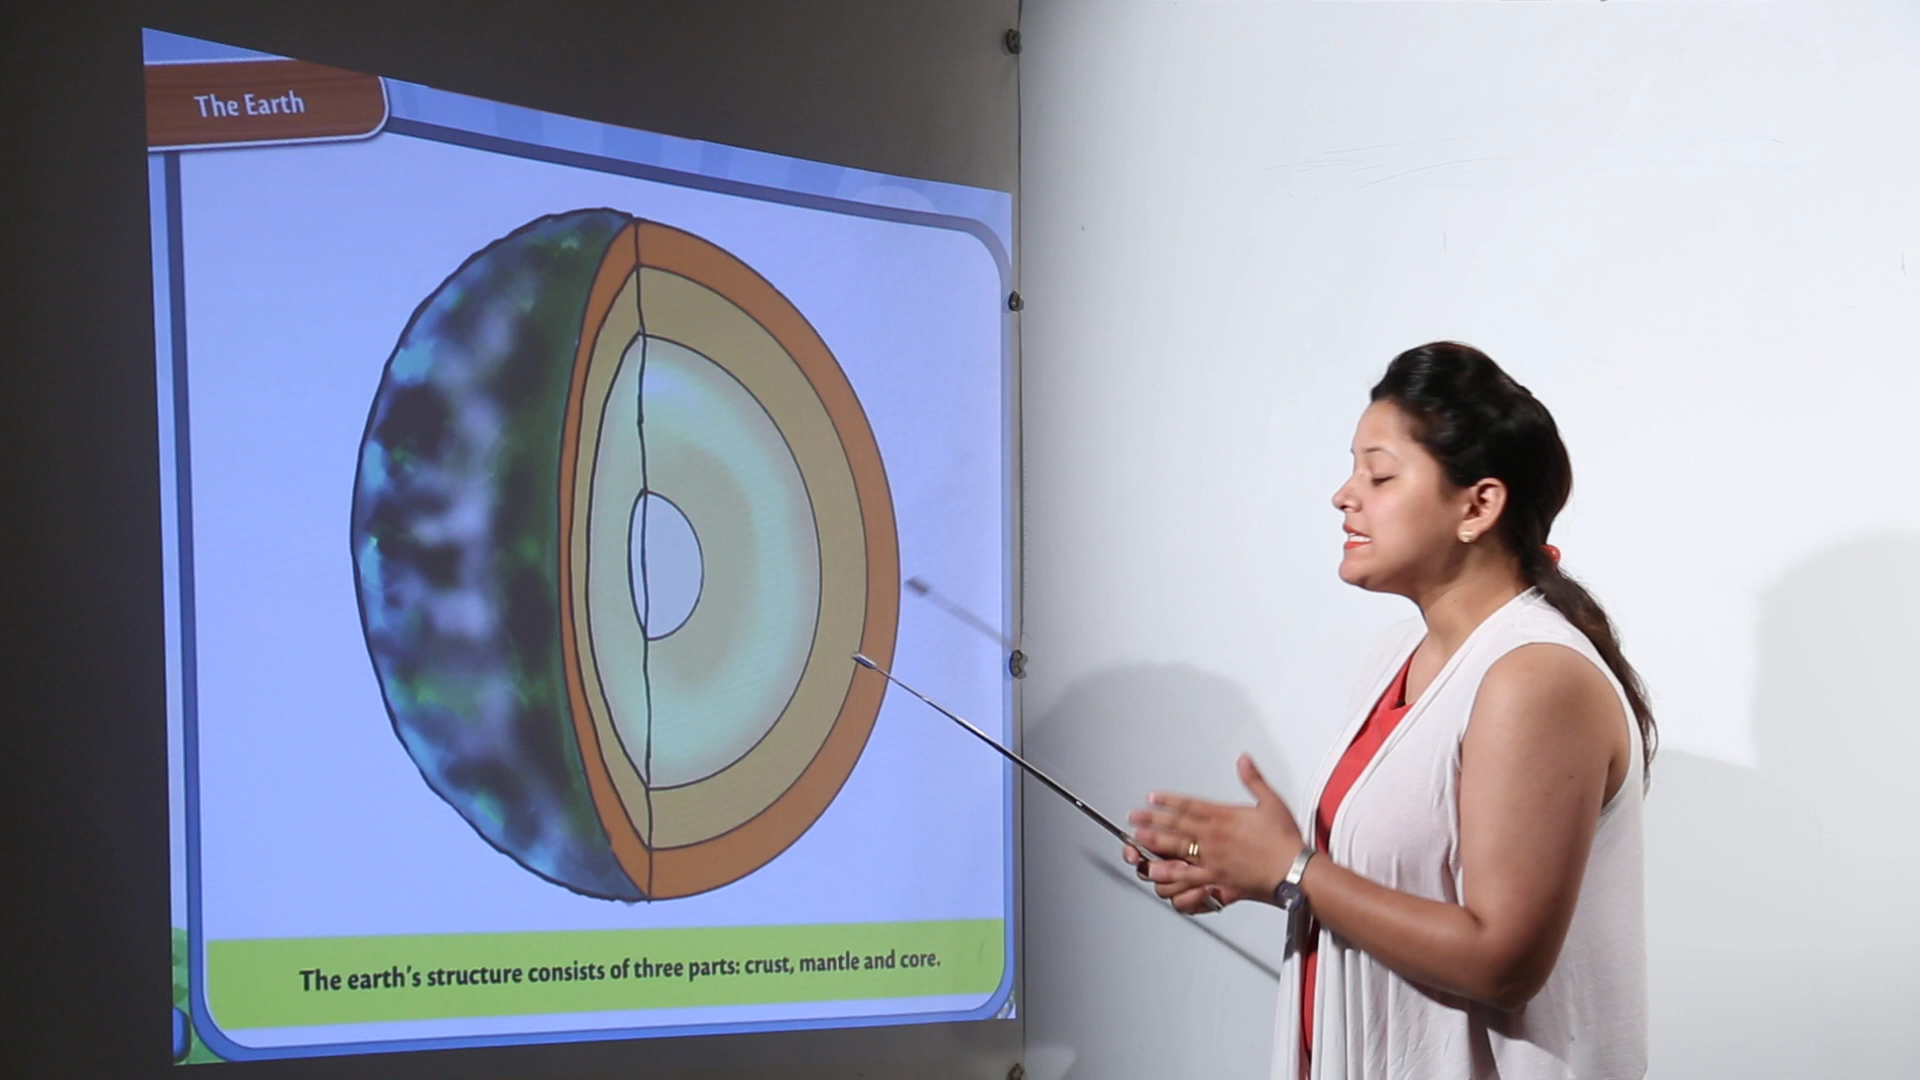 The Earth
The earth's structure consists of three parts: crust, mantle and core.